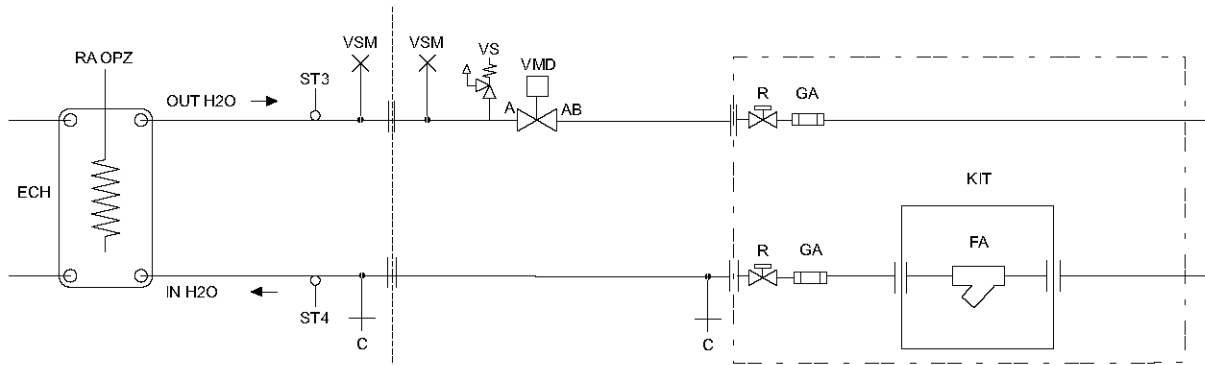 RA OPZ
VSM
VSM
VS
VMD
ST3
OUT H2O
A
AB
R
GA
ECH
KIT
FA
R
GA
IN H2O
ST4
C
C